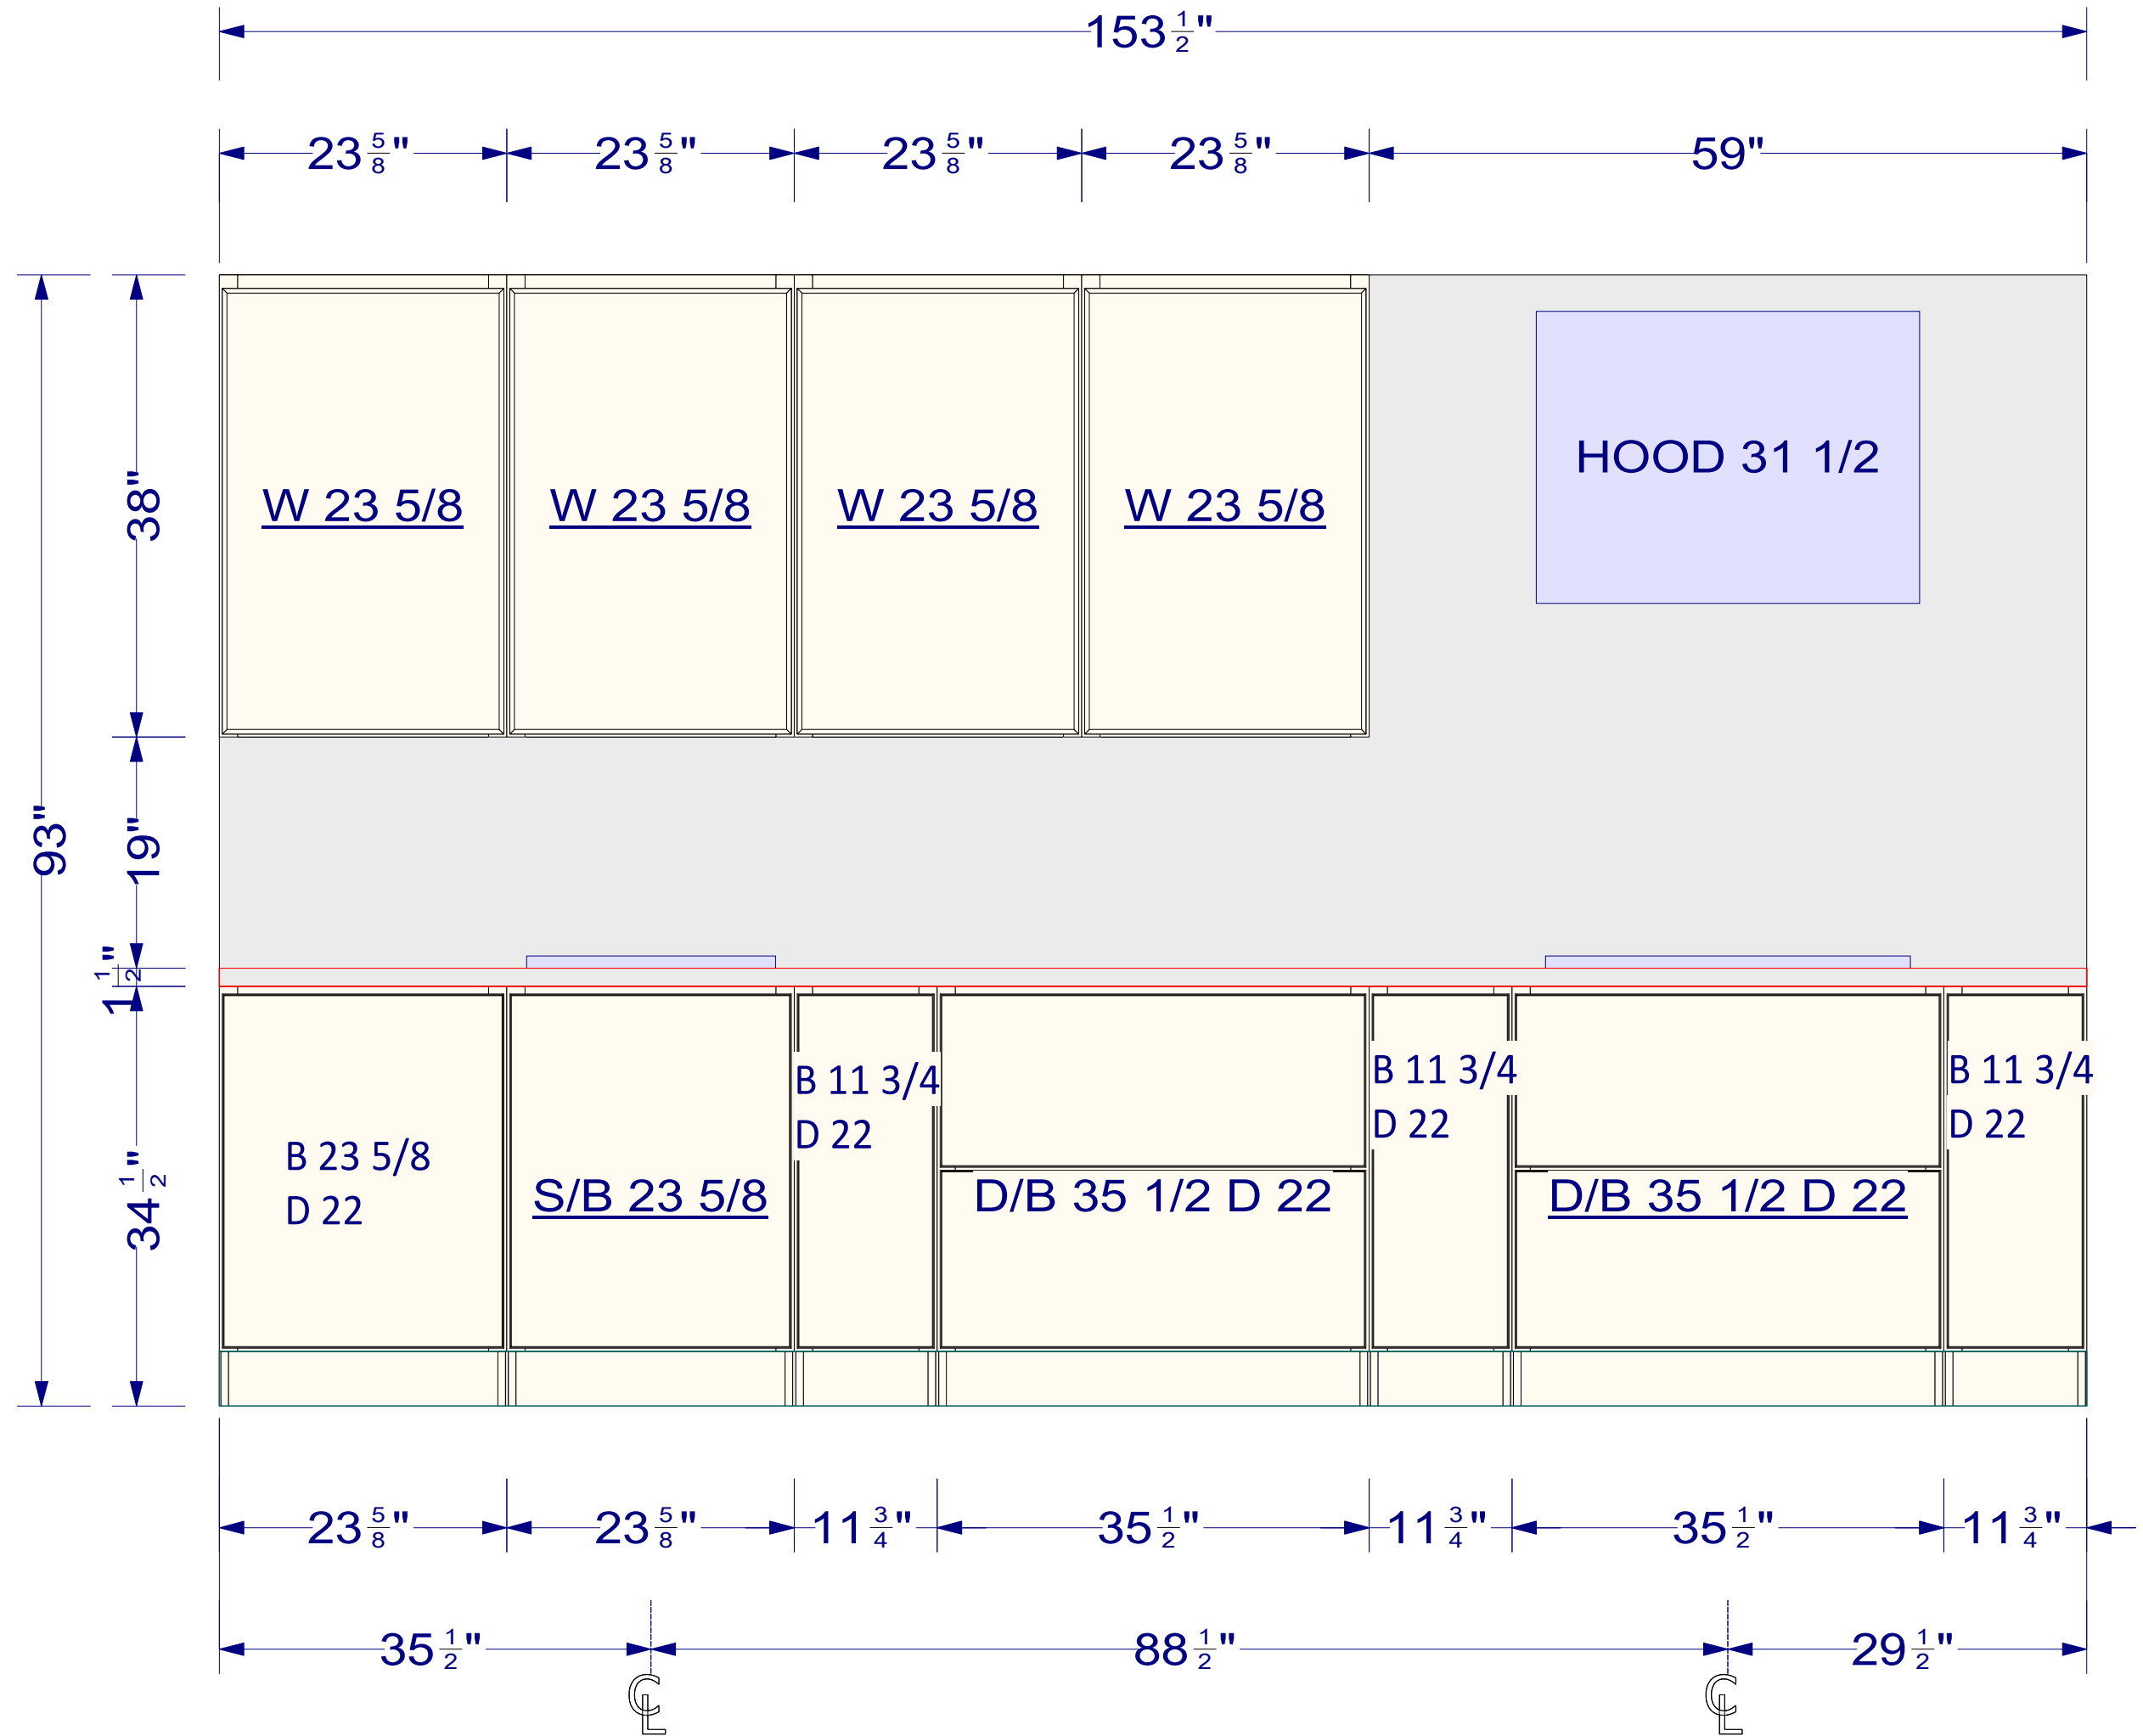 153 1/2"
23 5/8" 23 5/8" 23 5/8" 23 5/8" 59"
HOOD 31 1/2
W 23 5/8 W 23 5/8 W 23 5/8 W 23 5/8
38"
93"
19"
1 1/2"
34 1/2"
B 23 5/8
D 22
S/B 23 5/8
B 11 3/4
D 22
D/B 35 1/2 D 22
B 11 3/4
D 22
D/B 35 1/2 D 22
B 11 3/4
D 22
23 5/8" 23 5/8" 11 3/4" 35 1/2" 11 3/4" 35 1/2" 11 3/4"
35 1/2" 88 1/2" 29 1/2"
CL CL